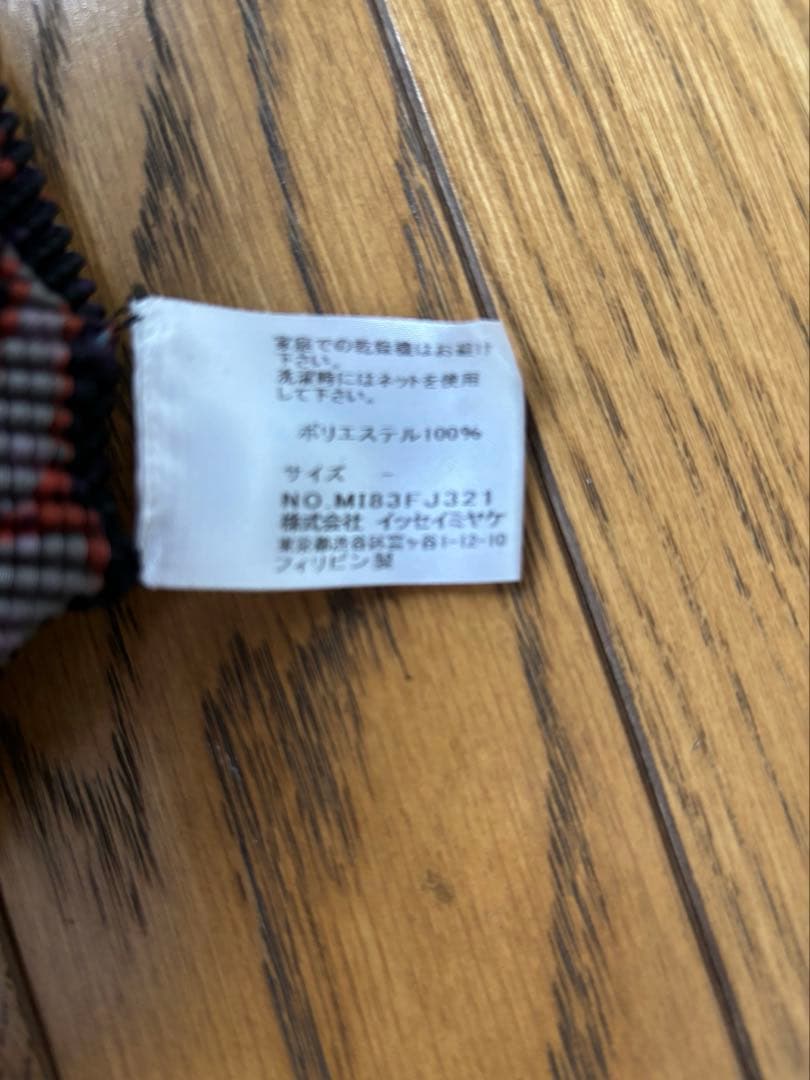 家庭での乾燥機はお避け
下さい。
洗濯時にはネットを使用
して下さい。
ポリエステル100%
サイズ -
NO.MI83FJ321
株式会社 イッセイミヤケ
東京都渋谷区富ヶ谷1-12-10
フィリピン製